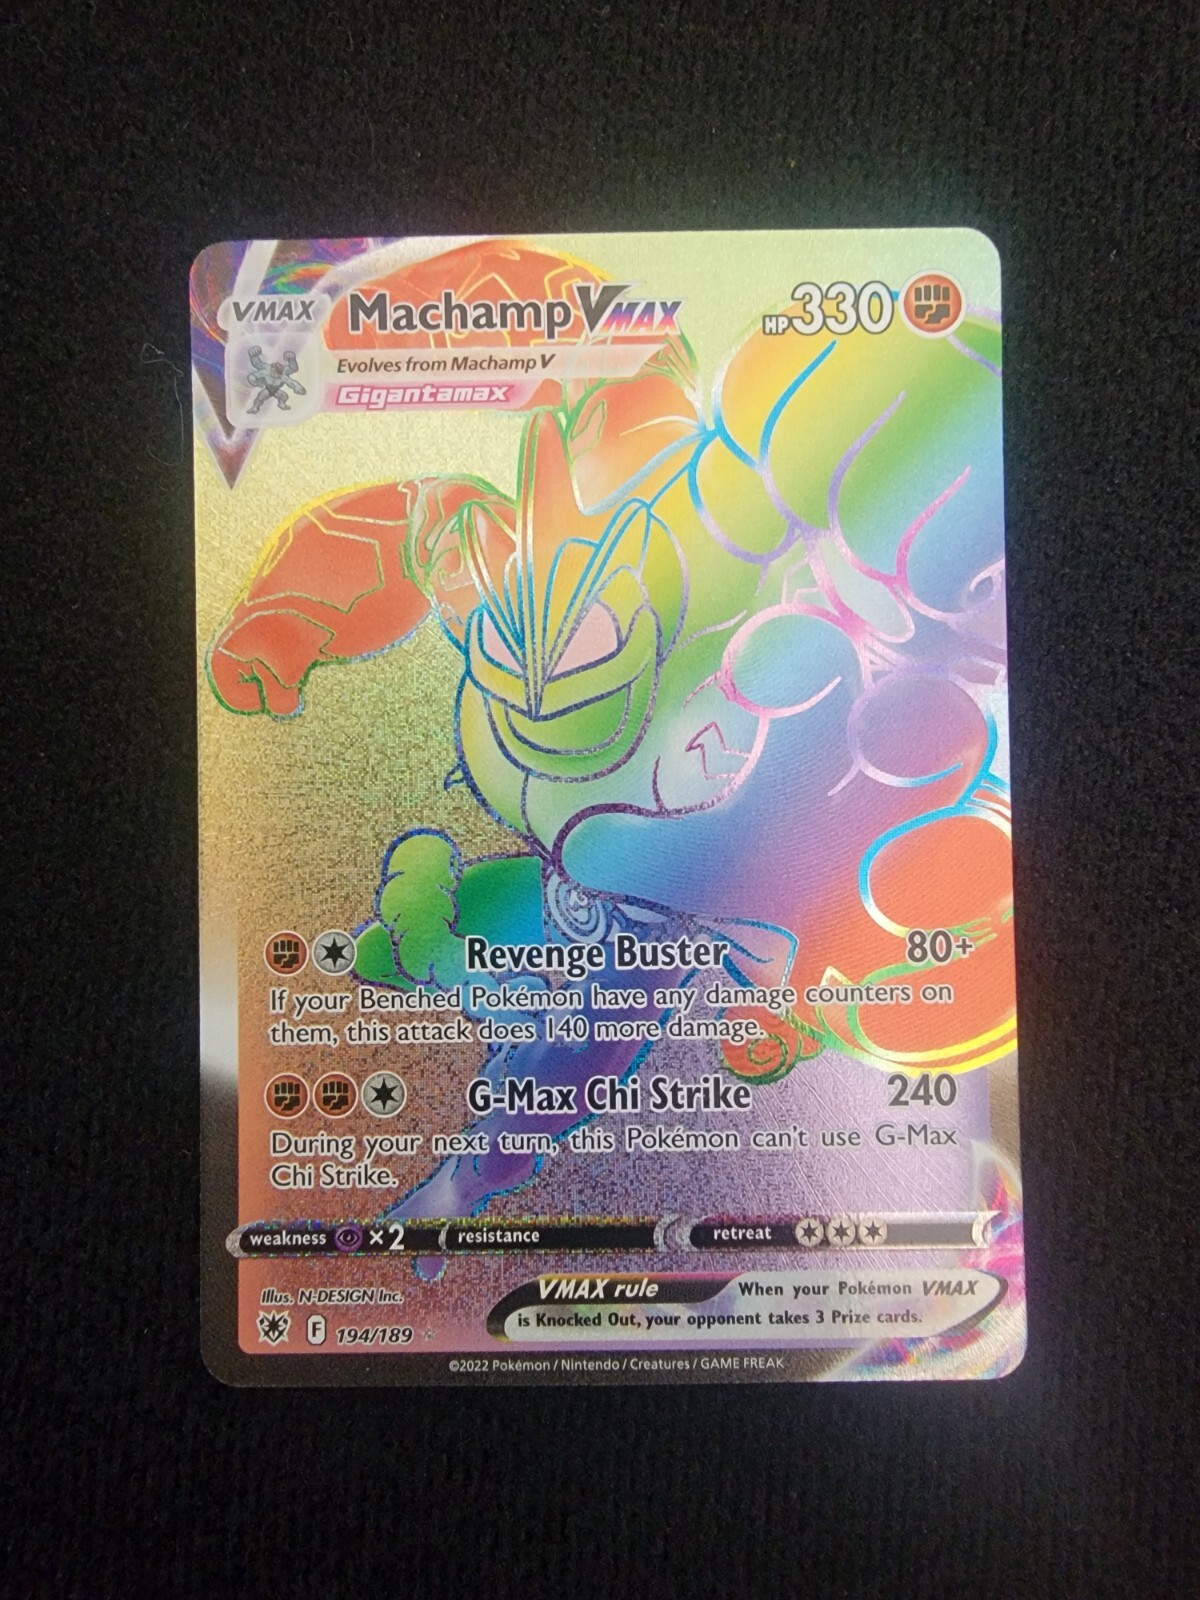 VMAX
Machamp VMAX
HP 330
Evolves from Machamp V
Gigantamax
Revenge Buster 80+
If your Benched Pokémon have any damage counters on
them, this attack does 140 more damage.
G-Max Chi Strike 240
During your next turn, this Pokémon can't use G-Max
Chi Strike.
weakness ×2 resistance retreat
Illus. N-DESIGN Inc.
VMAX rule When your Pokémon VMAX
is Knocked Out, your opponent takes 3 Prize cards.
F 194/189
©2022 Pokémon / Nintendo / Creatures / GAME FREAK